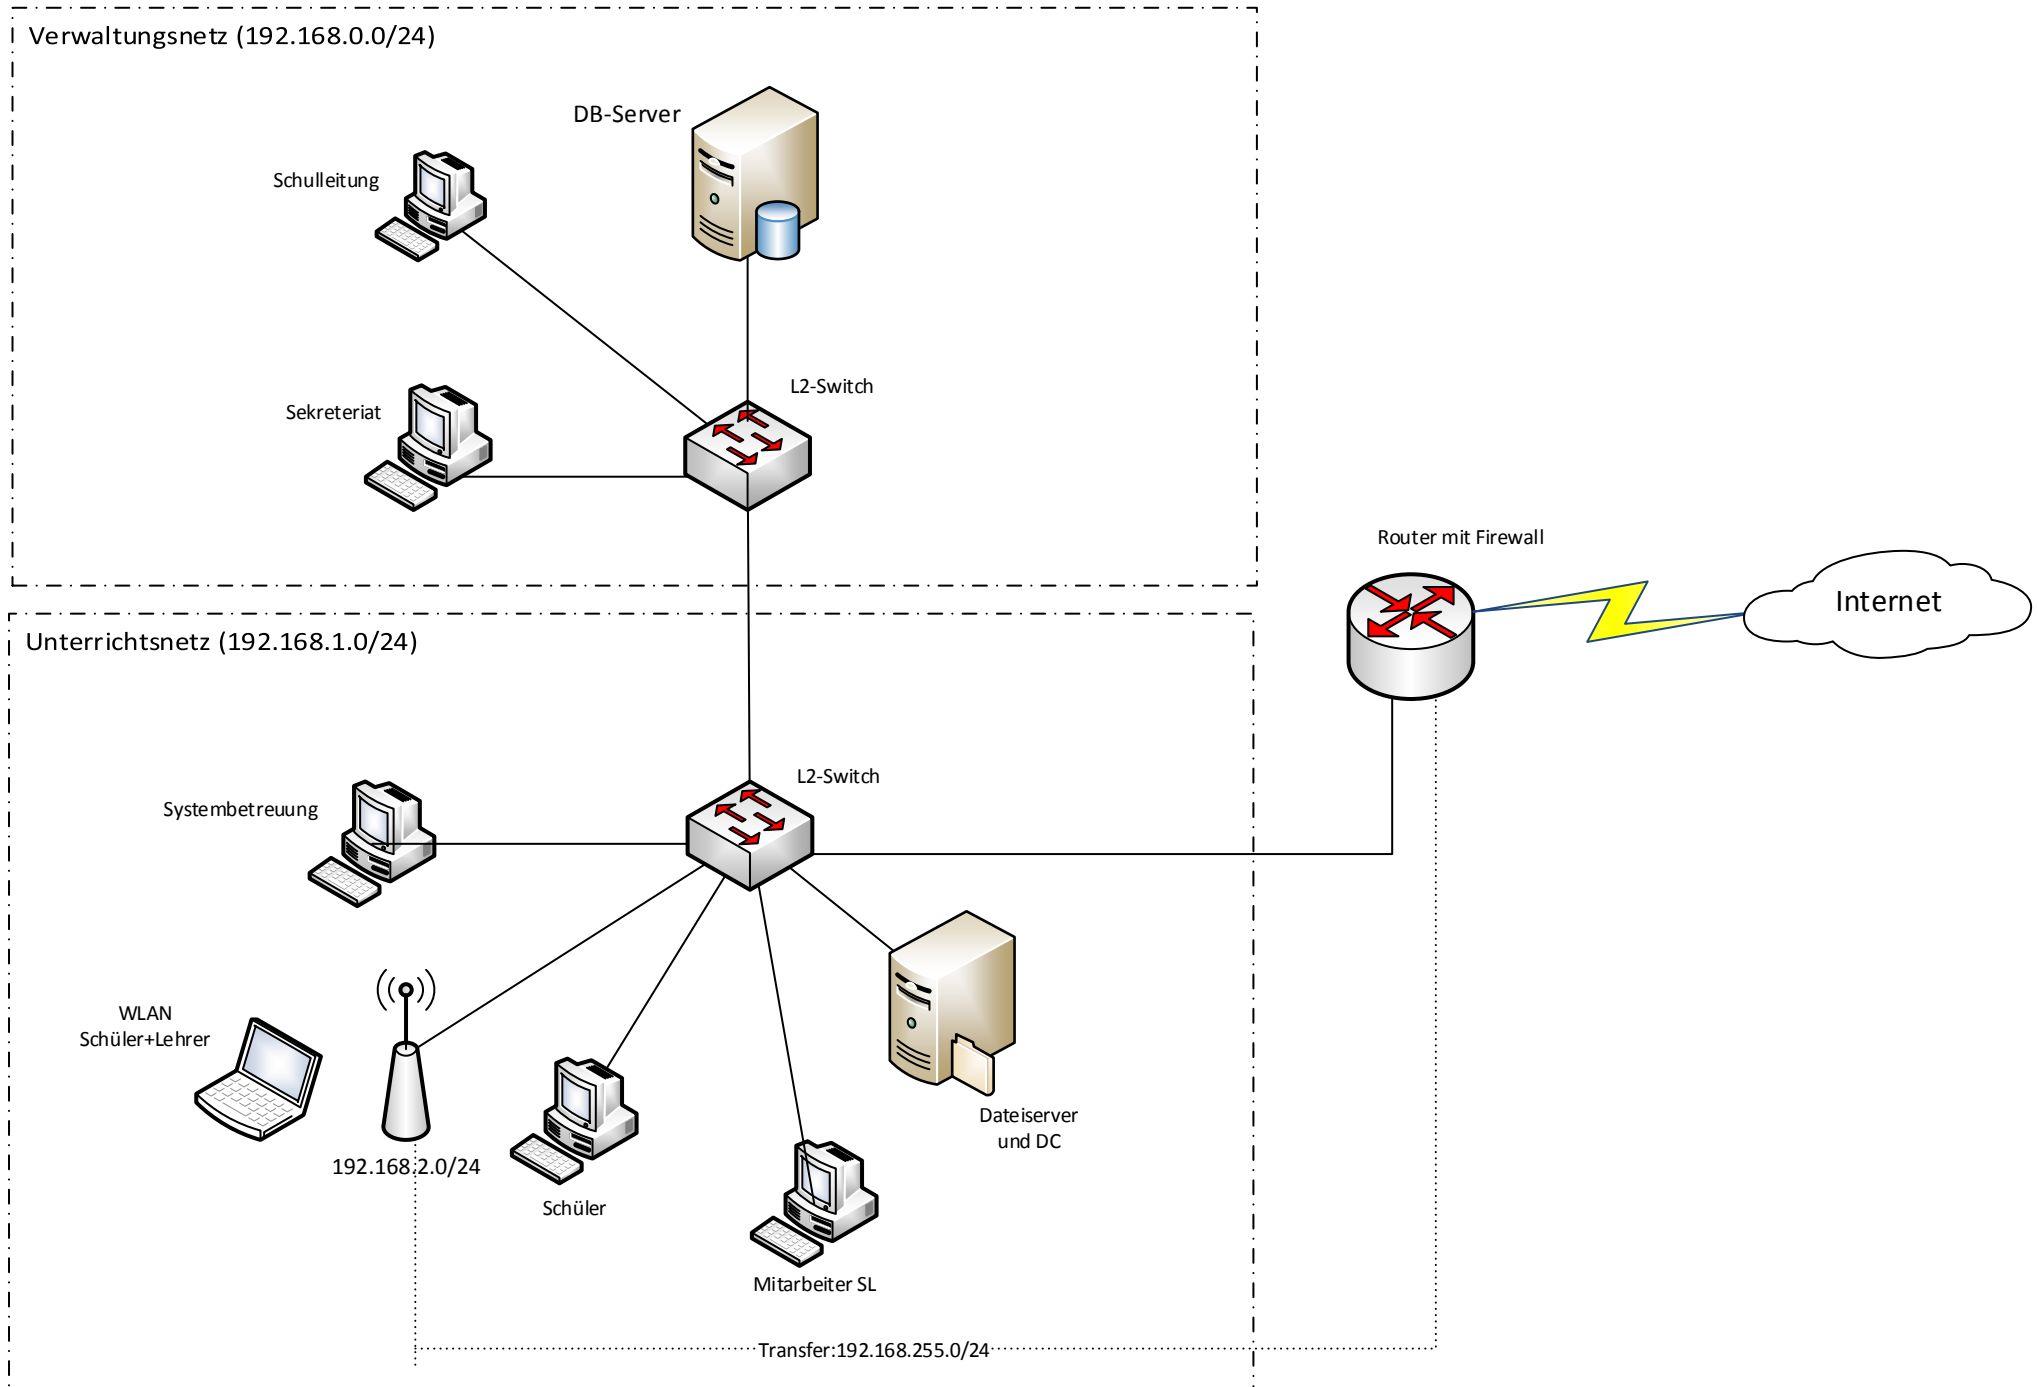 Verwaltungsnetz (192.168.0.0/24)
DB-Server
Schulleitung
L2-Switch
Sekreteriat
Router mit Firewall
Internet
Unterrichtsnetz (192.168.1.0/24)
L2-Switch
Systembetreuung
WLAN
Schüler+Lehrer
192.168.2.0/24
Dateiserver
und DC
Schüler
Mitarbeiter SL
Transfer:192.168.255.0/24